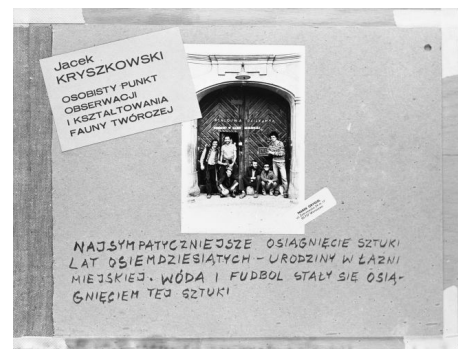 Jacek
KRYSZKOWSKI
OSOBISTY PUNKT
OBSERWACJI
I KSZTAŁTOWANIA
FAUNY TWÓRCZEJ
NAJSYMPATYCZNIEJSZE OSIĄGNIĘCIE SZTUKI
LAT OSIEMDZIESIĄTYCH – URODZINY W ŁAŹNI
MIEJSKIEJ. WÓDA I FUDBOL STAŁY SIĘ OSIĄ-
GNIĘCIEM TEJ SZTUKI